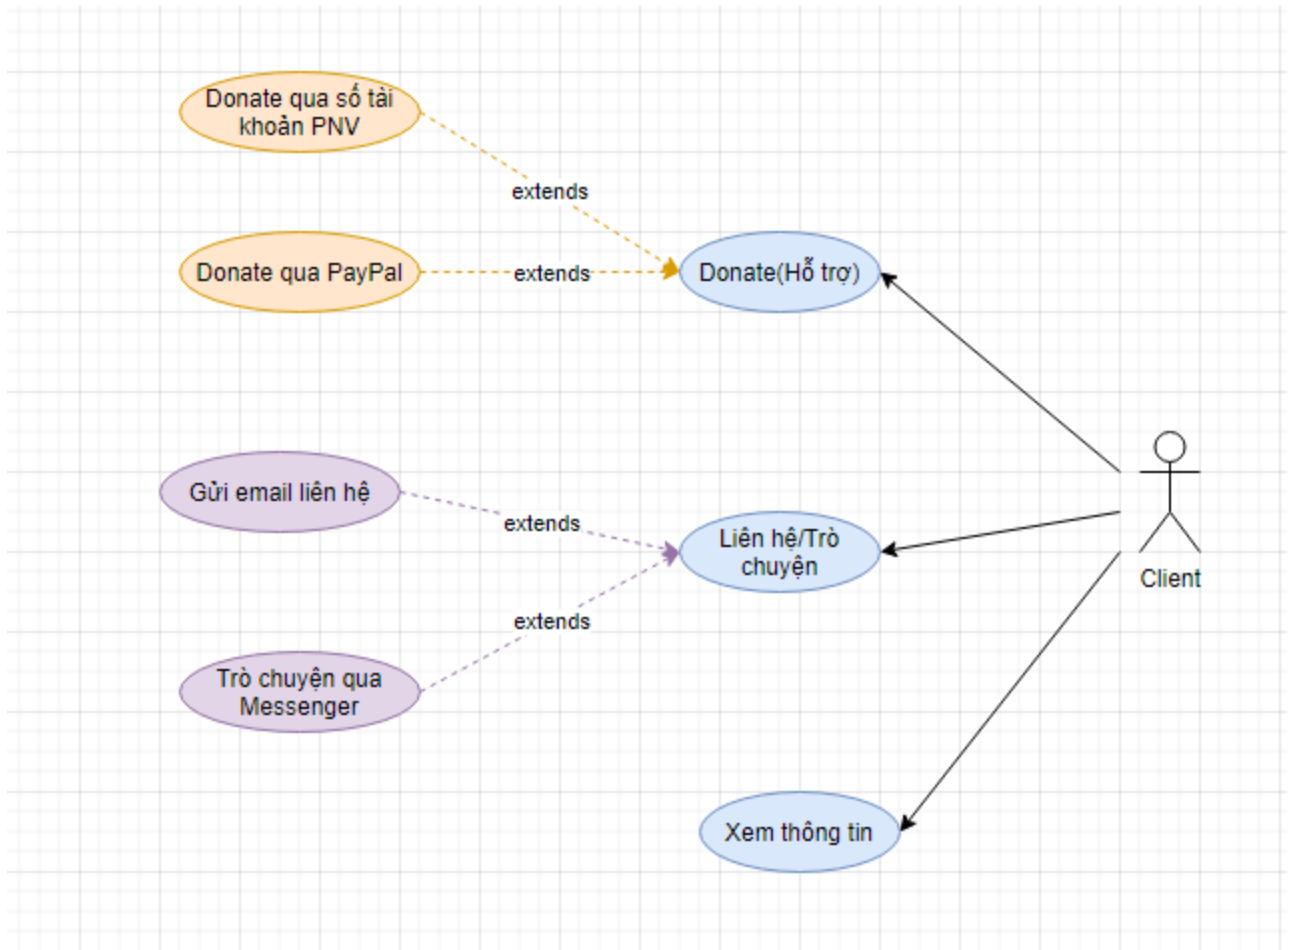 Donate qua số tài
khoản PNV
extends
Donate qua PayPal
extends
Donate(Hỗ trợ)
Gửi email liên hệ
extends
Liên hệ/Trò
chuyện
Client
extends
Trò chuyện qua
Messenger
Xem thông tin